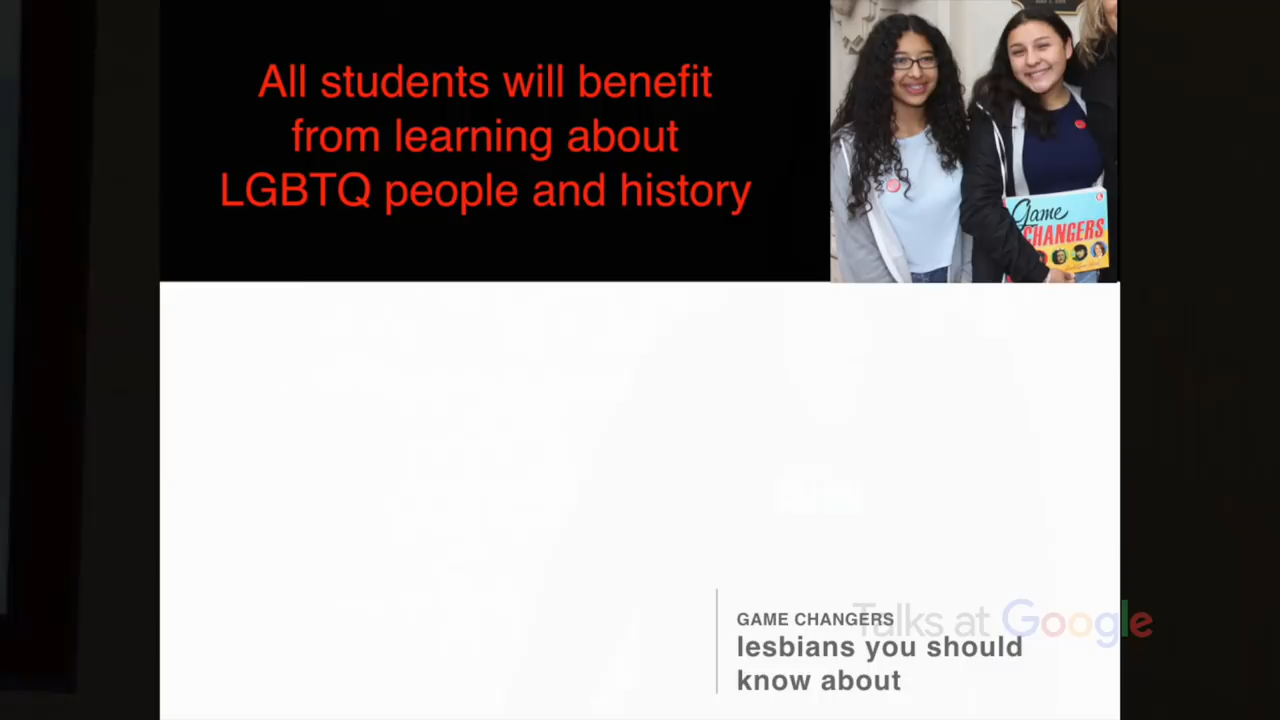 All students will benefit
from learning about
LGBTQ people and history
Game
CHANGERS
GAME CHANGERS
lesbians you should
know about
Talks at Google